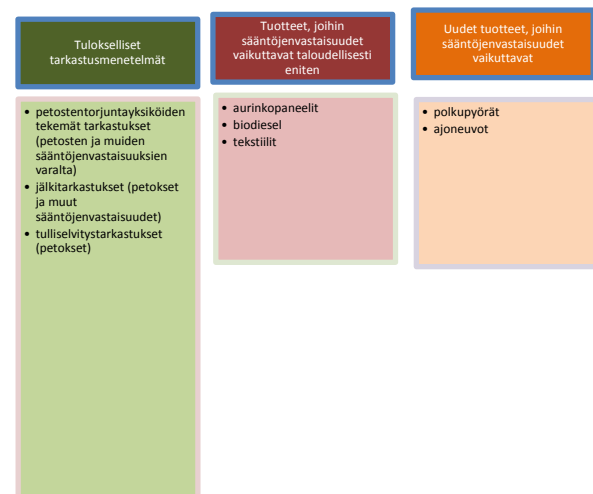 Tulokselliset
tarkastusmenetelmät
• petostentorjuntayksiköiden
tekemät tarkastukset
(petosten ja muiden
sääntöjenvastaisuuksien
varalta)
• jälkitarkastukset (petokset
ja muut
sääntöjenvastaisuudet)
• tulliselvitystarkastukset
(petokset)
Tuotteet, joihin
sääntöjenvastaisuudet
vaikuttavat taloudellisesti
eniten
• aurinkopaneelit
• biodiesel
• tekstiilit
Uudet tuotteet, joihin
sääntöjenvastaisuudet
vaikuttavat
• polkupyörät
• ajoneuvot